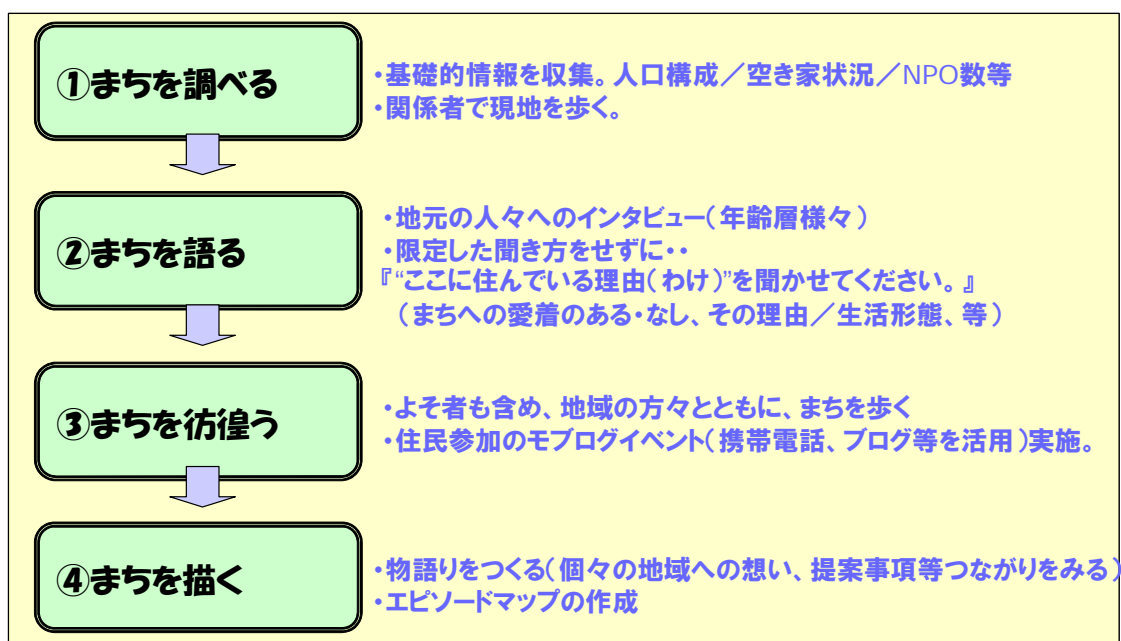 ①まちを調べる
・基礎的情報を収集。人口構成／空き家状況／NPO数等
・関係者で現地を歩く。
②まちを語る
・地元の人々へのインタビュー（年齢層様々）
・限定した聞き方をせずに・・
『“ここに住んでいる理由（わけ）”を聞かせてください。』
（まちへの愛着のある・なし、その理由／生活形態、等）
③まちを彷徨う
・よそ者も含め、地域の方々とともに、まちを歩く
・住民参加のモブログイベント（携帯電話、ブログ等を活用）実施。
④まちを描く
・物語りをつくる（個々の地域への想い、提案事項等つながりをみる）
・エピソードマップの作成